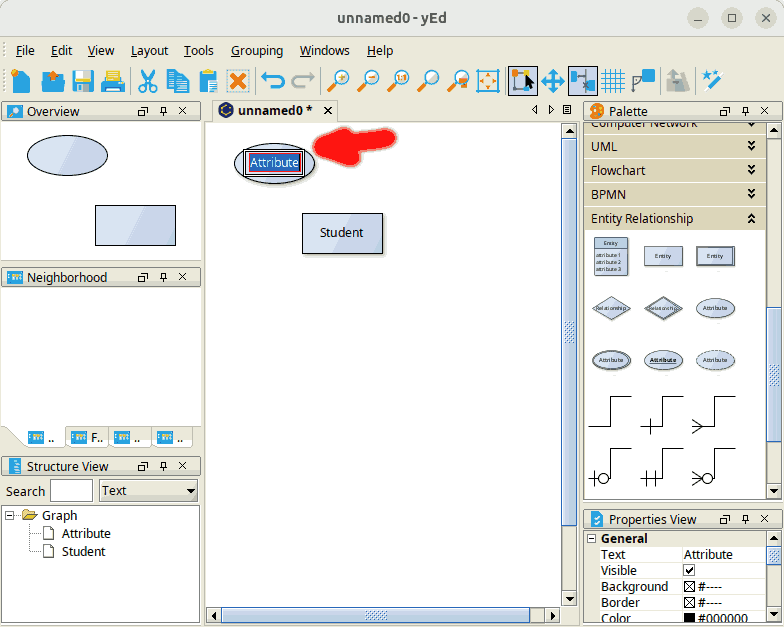 unnamed0 - yEd
File Edit View Layout Tools Grouping Windows Help
Overview
unnamed0 *
Palette
Computer Network
UML
Flowchart
BPMN
Entity Relationship
Attribute
Student
Entity
attribute 1
attribute 2
attribute 3
Entity
Entity
Relationship
Relationship
Attribute
Attribute
Attribute
Attribute
Neighborhood
.. F.. .. ..
Structure View
Search Text
Graph
Attribute
Student
Properties View
General
Text Attribute
Visible
Background #----
Border #----
Color #000000